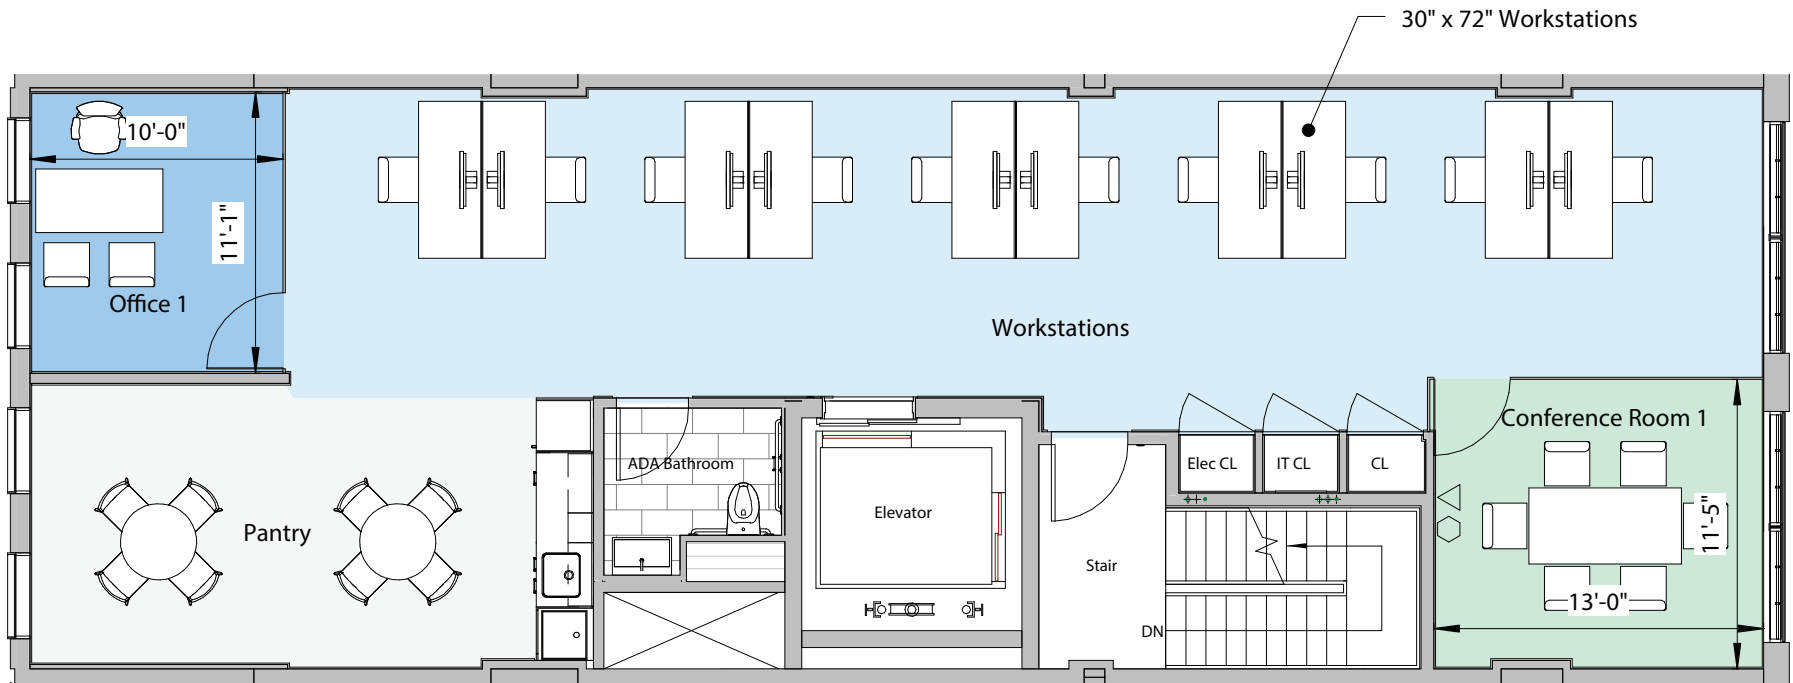 30" x 72" Workstations
10'-0"
11'-1"
Office 1
Workstations
Conference Room 1
ADA Bathroom
Elec CL
IT CL
CL
Pantry
Elevator
11'-5"
Stair
13'-0"
DN